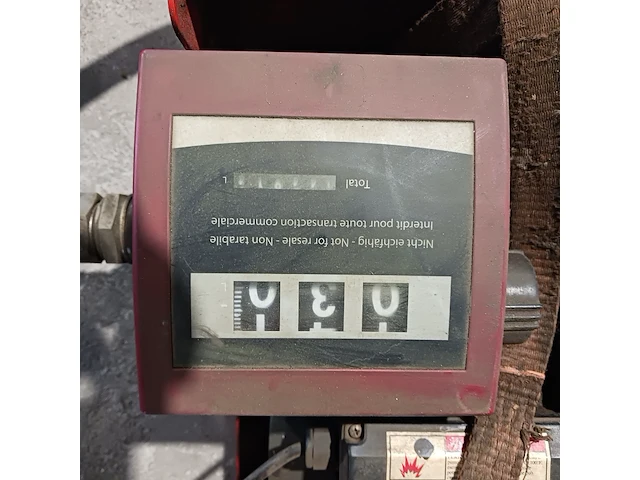 0 3 0
Nicht eichfähig - Not for resale - Non tarabile
Interdit pour toute transaction commerciale
Total L